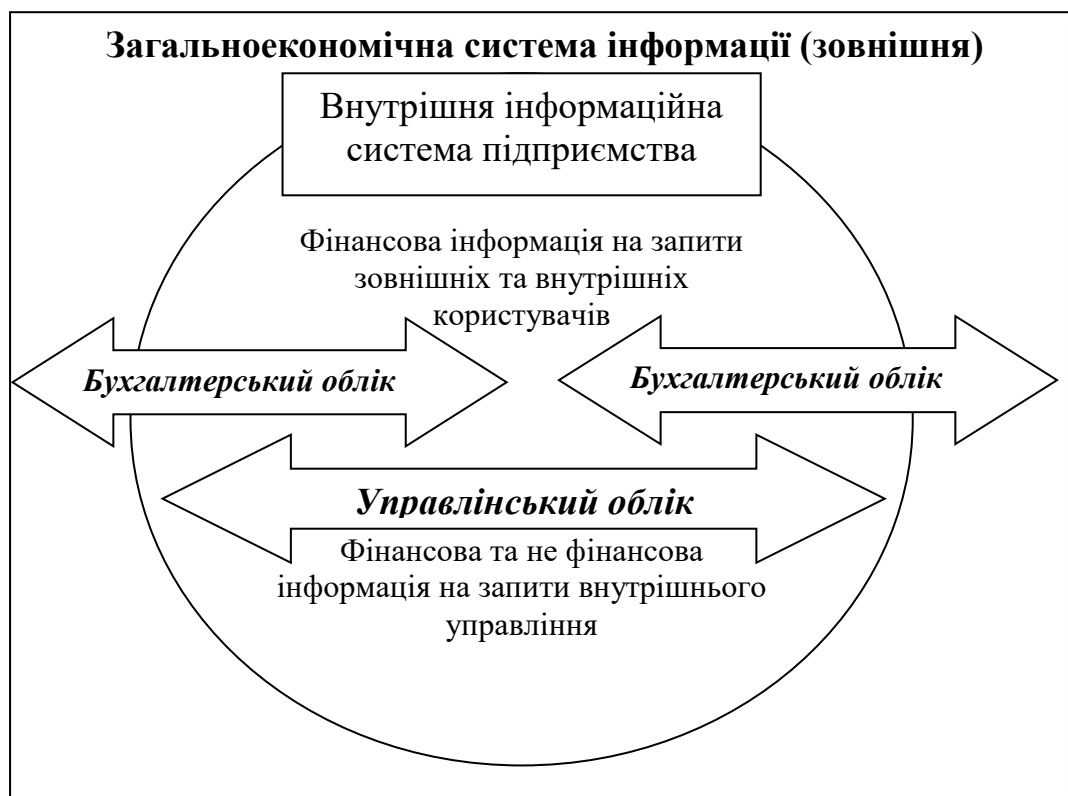 Загальноекономічна система інформації (зовнішня)
Внутрішня інформаційна
система підприємства
Фінансова інформація на запити
зовнішніх та внутрішніх
користувачів
Бухгалтерський облік
Бухгалтерський облік
Управлінський облік
Фінансова та не фінансова
інформація на запити внутрішнього
управління